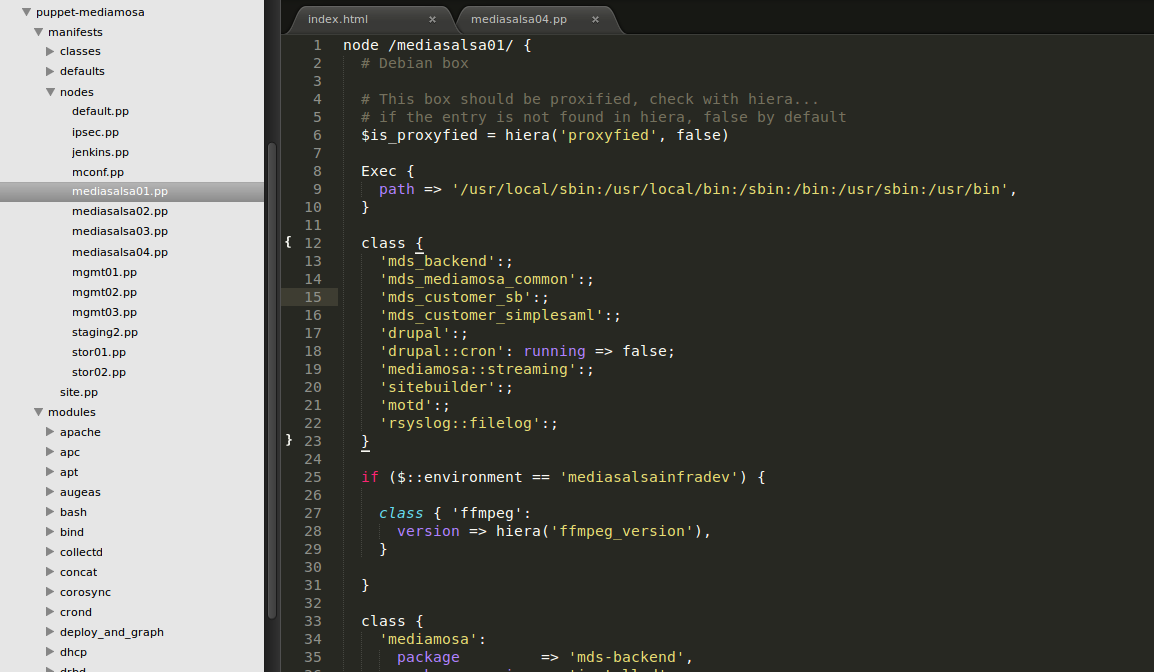 puppet-mediamosa
manifests
classes
defaults
nodes
default.pp
ipsec.pp
jenkins.pp
mconf.pp
mediasalsa01.pp
mediasalsa02.pp
mediasalsa03.pp
mediasalsa04.pp
mgmt01.pp
mgmt02.pp
mgmt03.pp
staging2.pp
stor01.pp
stor02.pp
site.pp
modules
apache
apc
apt
augeas
bash
bind
collectd
concat
corosync
crond
deploy_and_graph
dhcp
drbd
index.html × mediasalsa04.pp ×
1 node /mediasalsa01/ {
2 # Debian box
3
4 # This box should be proxified, check with hiera...
5 # if the entry is not found in hiera, false by default
6 $is_proxyfied = hiera('proxyfied', false)
7
8 Exec {
9 path => '/usr/local/sbin:/usr/local/bin:/sbin:/bin:/usr/sbin:/usr/bin',
10 }
11
{ 12 class {
13 'mds_backend':;
14 'mds_mediamosa_common':;
15 'mds_customer_sb':;
16 'mds_customer_simplesaml':;
17 'drupal':;
18 'drupal::cron': running => false;
19 'mediamosa::streaming':;
20 'sitebuilder':;
21 'motd':;
22 'rsyslog::filelog':;
} 23 }
24
25 if ($::environment == 'mediasalsainfradev') {
26
27 class { 'ffmpeg':
28 version => hiera('ffmpeg_version'),
29 }
30
31 }
32
33 class {
34 'mediamosa':
35 package => 'mds-backend',